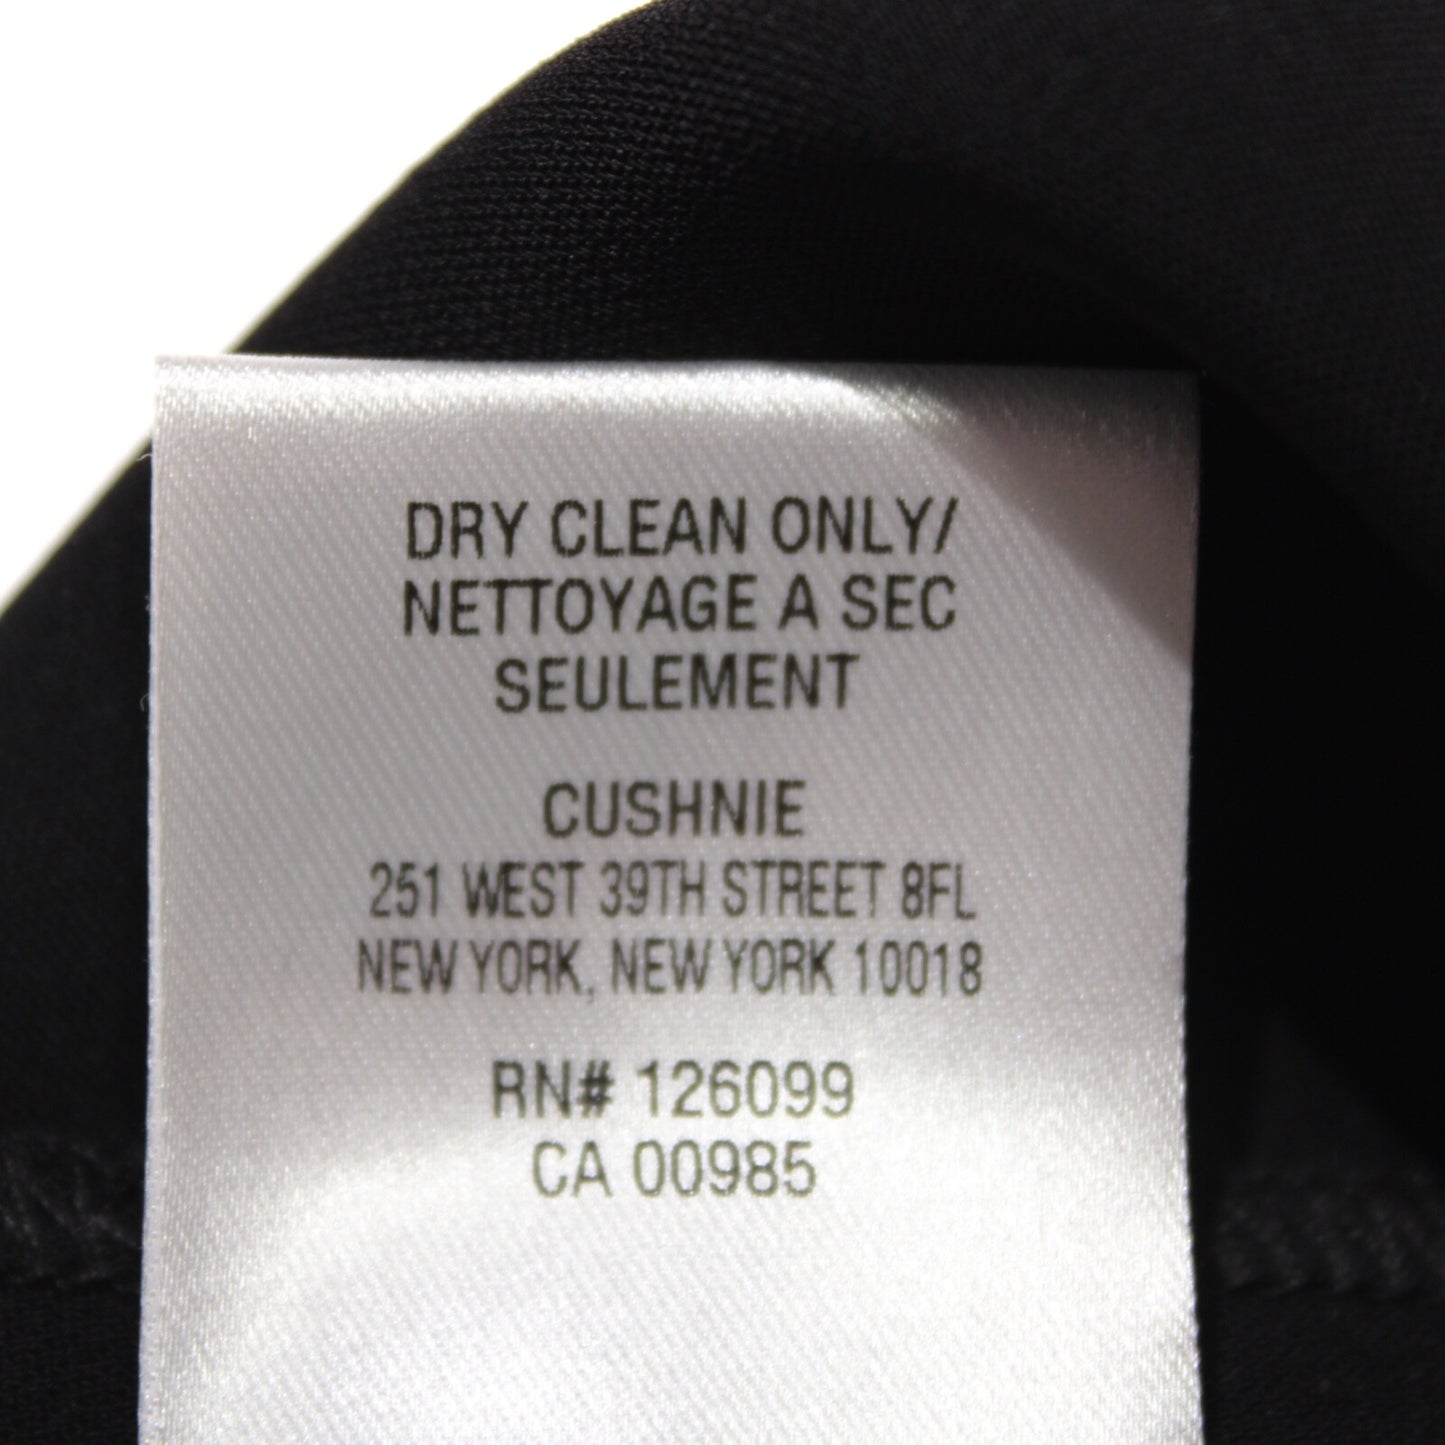 DRY CLEAN ONLY/
NETTOYAGE A SEC
SEULEMENT
CUSHNIE
251 WEST 39TH STREET 8FL
NEW YORK, NEW YORK 10018
RN# 126099
CA 00985